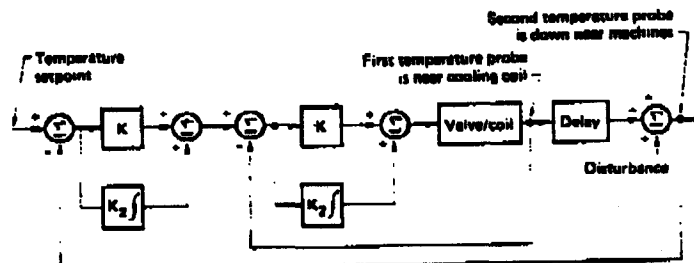 Second temperature probe
is down near machines
Temperature
setpoint
First temperature probe
is near cooling coil
+
Σ
-
K
+
Σ
+
+
Σ
-
K
+
Σ
+
Valve/coil
Delay
Σ
+
Disturbance
K₂∫
K₂∫